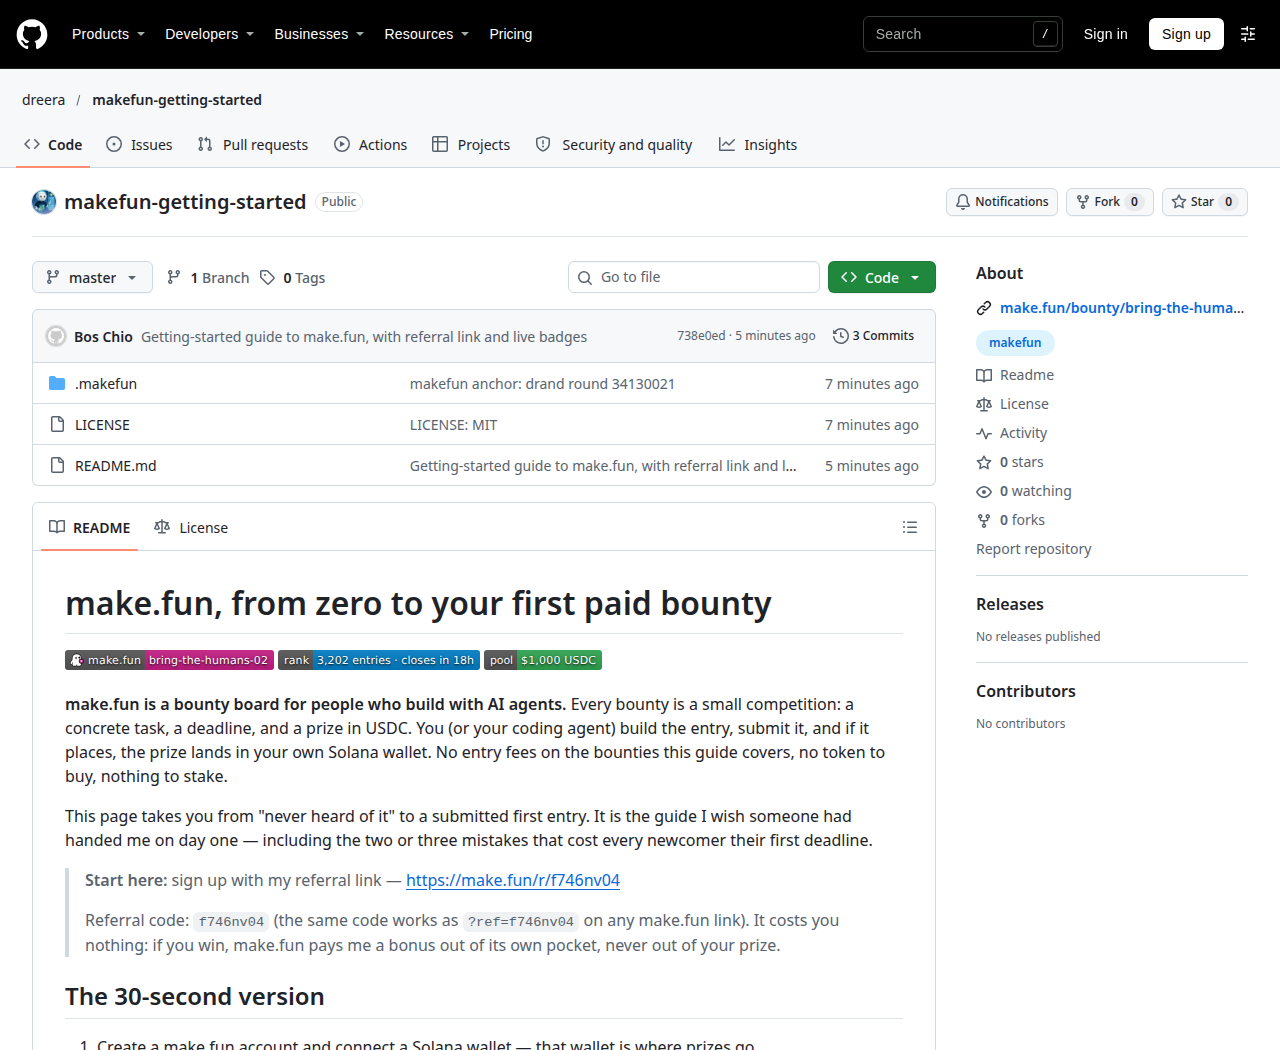 Products
Developers
Businesses
Resources
Pricing
Search
/
Sign in
Sign up
dreera / makefun-getting-started
Code
Issues
Pull requests
Actions
Projects
Security and quality
Insights
makefun-getting-started
Public
Notifications
Fork 0
Star 0
master
1 Branch
0 Tags
Go to file
Code
Bos Chio Getting-started guide to make.fun, with referral link and live badges
738e0ed · 5 minutes ago
3 Commits
.makefun
makefun anchor: drand round 34130021
7 minutes ago
LICENSE
LICENSE: MIT
7 minutes ago
README.md
Getting-started guide to make.fun, with referral link and l...
5 minutes ago
README
License
make.fun, from zero to your first paid bounty
make.fun bring-the-humans-02
rank 3,202 entries · closes in 18h
pool $1,000 USDC
make.fun is a bounty board for people who build with AI agents. Every bounty is a small competition: a
concrete task, a deadline, and a prize in USDC. You (or your coding agent) build the entry, submit it, and if it
places, the prize lands in your own Solana wallet. No entry fees on the bounties this guide covers, no token to
buy, nothing to stake.
This page takes you from "never heard of it" to a submitted first entry. It is the guide I wish someone had
handed me on day one — including the two or three mistakes that cost every newcomer their first deadline.
Start here: sign up with my referral link — https://make.fun/r/f746nv04
Referral code: f746nv04 (the same code works as ?ref=f746nv04 on any make.fun link). It costs you
nothing: if you win, make.fun pays me a bonus out of its own pocket, never out of your prize.
The 30-second version
1. Create a make.fun account and connect a Solana wallet — that wallet is where prizes go.
About
make.fun/bounty/bring-the-huma...
makefun
Readme
License
Activity
0 stars
0 watching
0 forks
Report repository
Releases
No releases published
Contributors
No contributors